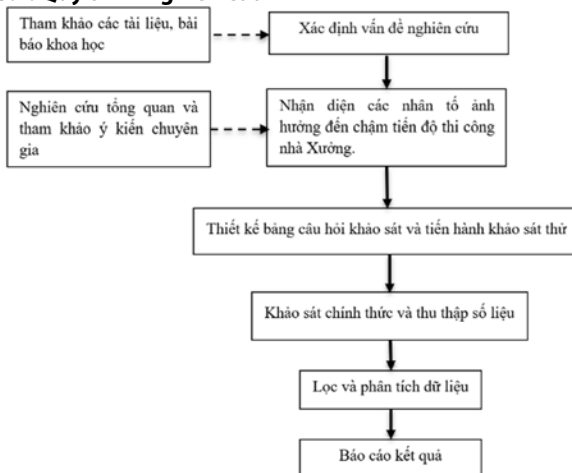 Tham khảo các tài liệu, bài
báo khoa học
Xác định vấn đề nghiên cứu
Nghiên cứu tổng quan và
tham khảo ý kiến chuyên
gia
Nhận diện các nhân tố ảnh
hưởng đến chậm tiến độ thi công
nhà Xưởng.
Thiết kế bảng câu hỏi khảo sát và tiến hành khảo sát thử
Khảo sát chính thức và thu thập số liệu
Lọc và phân tích dữ liệu
Báo cáo kết quả